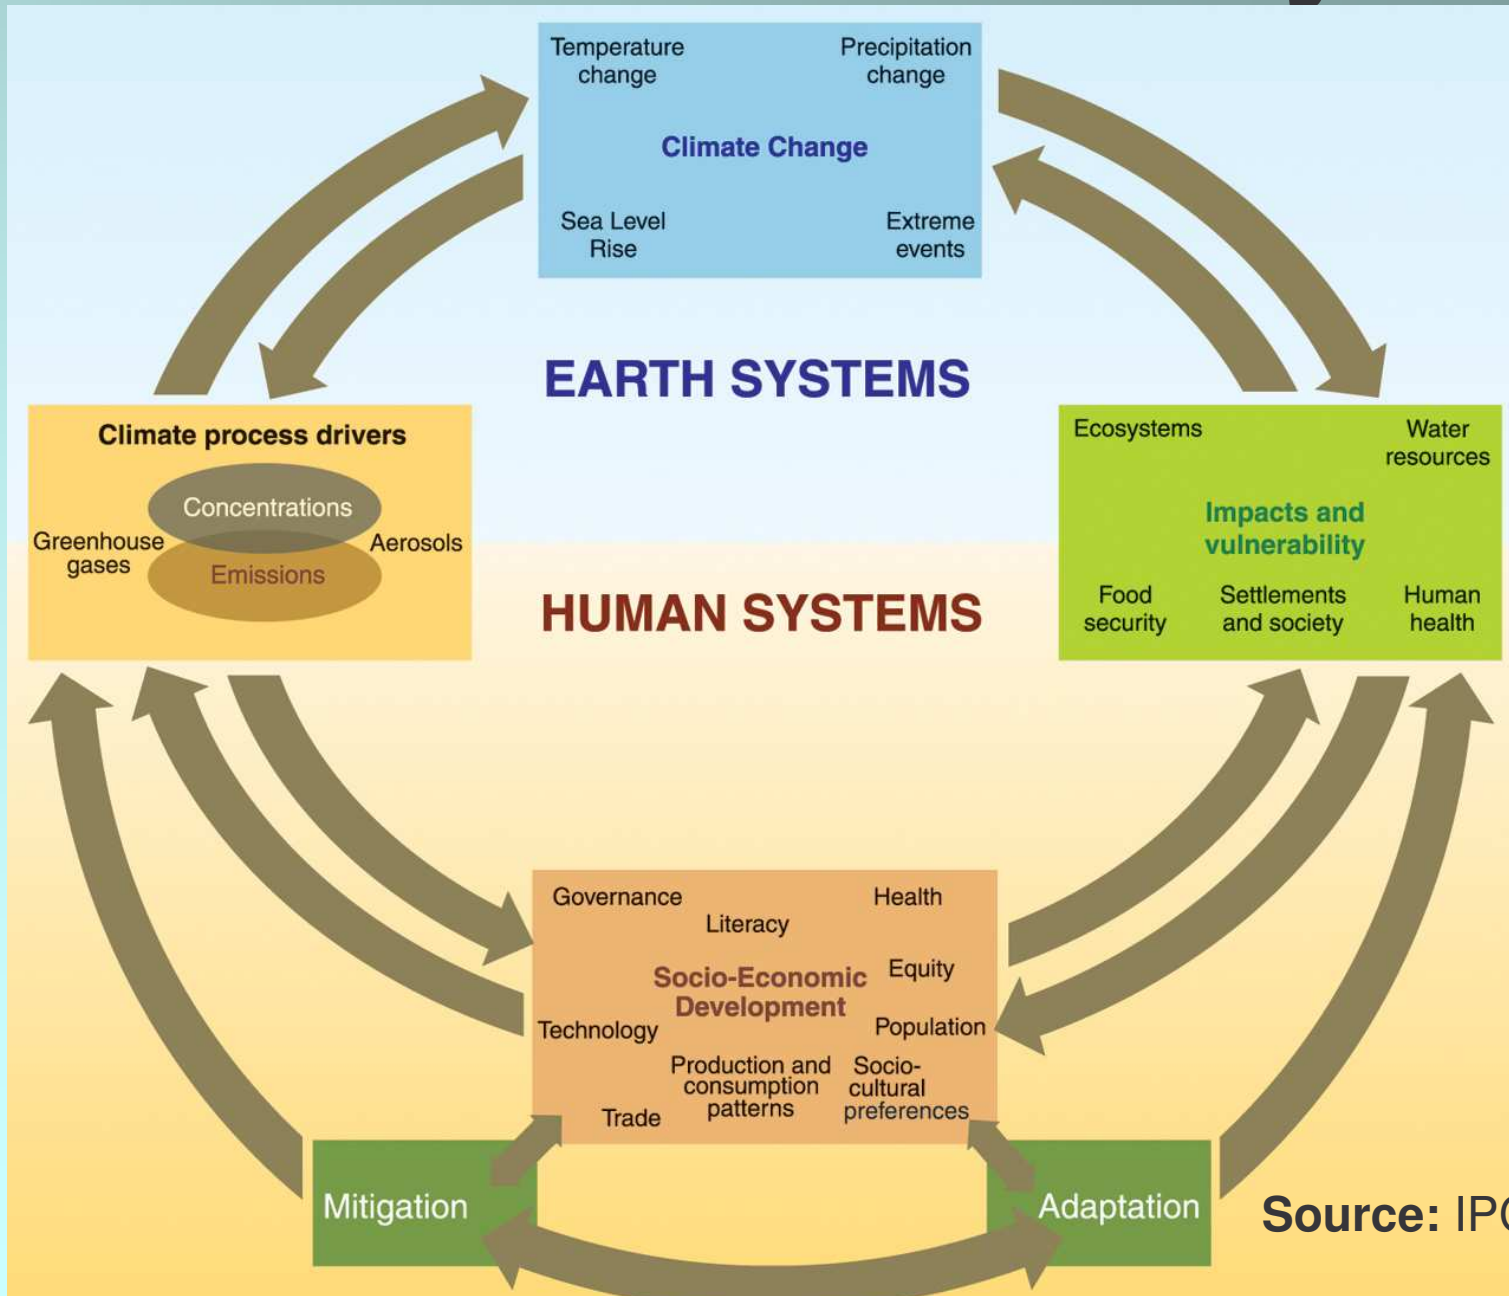 Temperature
change
Precipitation
change
Climate Change
Sea Level
Rise
Extreme
events
EARTH SYSTEMS
Climate process drivers
Concentrations
Greenhouse
gases
Aerosols
Emissions
Ecosystems
Water
resources
Impacts and
vulnerability
Food
security
Settlements
and society
Human
health
HUMAN SYSTEMS
Governance
Literacy
Health
Equity
Socio-Economic
Development
Technology
Population
Production and
consumption
patterns
Socio-
cultural
preferences
Trade
Mitigation
Adaptation
Source: